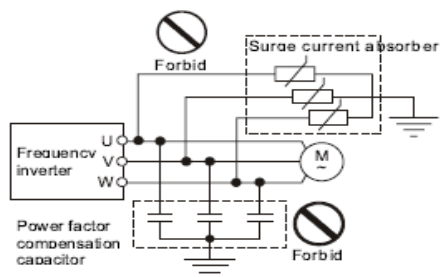 Forbid
Surge current absorber
Frequency
inverter
U
V
W
M
~
Power factor
compensation
capacitor
Forbid